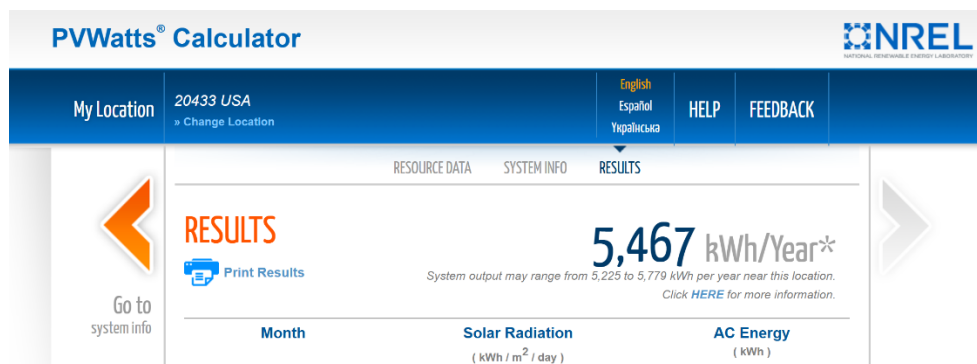 PVWatts® Calculator
NREL
NATIONAL RENEWABLE ENERGY LABORATORY
My Location
20433 USA
» Change Location
English
Español
Українська
HELP
FEEDBACK
RESOURCE DATA
SYSTEM INFO
RESULTS
RESULTS
Print Results
5,467 kWh/Year*
System output may range from 5,225 to 5,779 kWh per year near this location.
Click HERE for more information.
Go to
system info
Month
Solar Radiation
( kWh / m² / day )
AC Energy
( kWh )